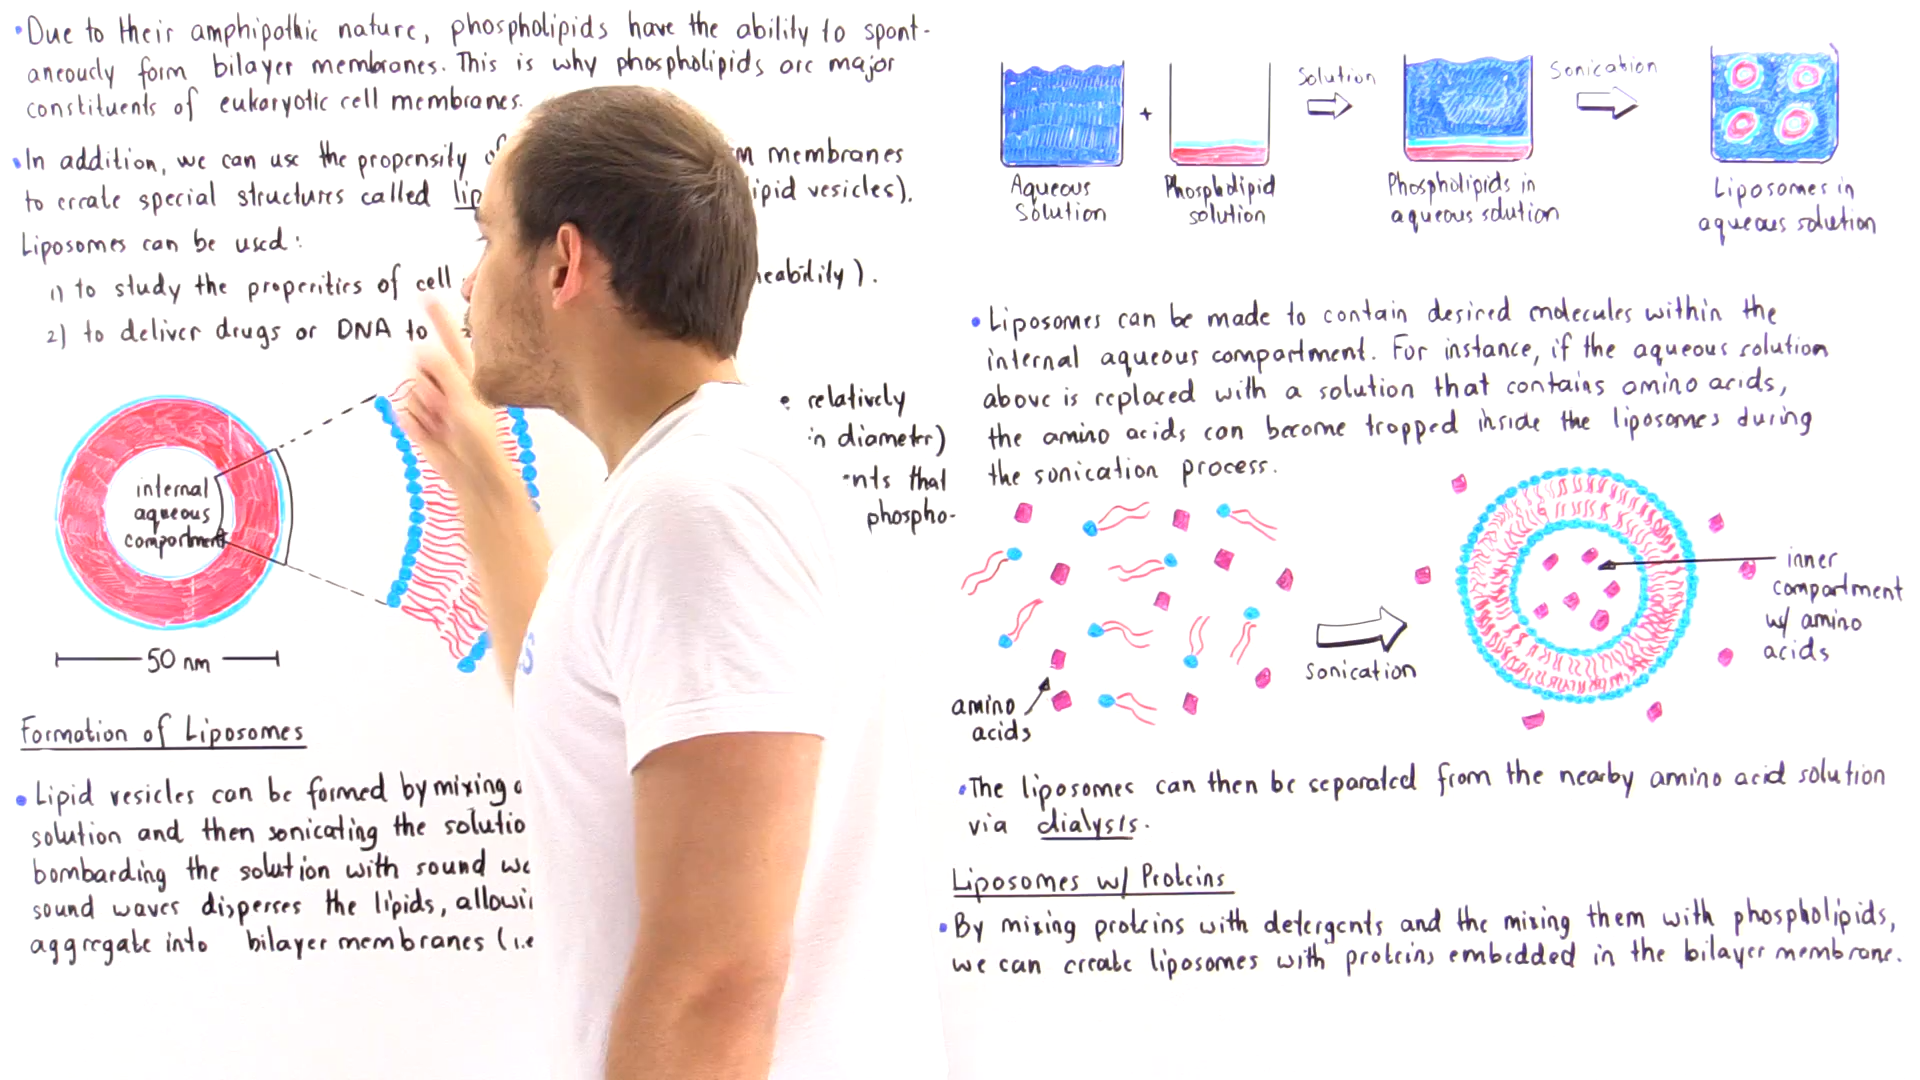 • Due to their amphipathic nature, phospholipids have the ability to spont-
aneously form bilayer membranes. This is why phospholipids are major
constituents of eukaryotic cell membranes.
• In addition, we can use the propensity of m membranes
to create special structures called lip ipid vesicles).
Liposomes can be used:
1) to study the properities of cell eability).
2) to deliver drugs or DNA to
relatively
in diameter)
nts that
phospho-
internal
aqueous
compartment
50 nm
Formation of Liposomes
• Lipid vesicles can be formed by mixing a
solution and then sonicating the solutio
bombarding the solution with sound wa
sound waves disperses the lipids, allowi
aggregate into bilayer membranes (i.e
+
Solution
Sonication
Aqueous
Solution
Phospholipid
solution
Phospholipids in
aqueous solution
Liposomes in
aqueous solution
• Liposomes can be made to contain desired molecules within the
internal aqueous compartment. For instance, if the aqueous solution
above is replaced with a solution that contains amino acids,
the amino acids can become trapped inside the liposomes during
the sonication process.
amino
acids
sonication
inner
compartment
w/ amino
acids
• The liposomes can then be separated from the nearby amino acid solution
via dialysis.
Liposomes w/ Proteins
• By mixing proteins with detergents and the mixing them with phospholipids,
we can create liposomes with proteins embedded in the bilayer membrane.